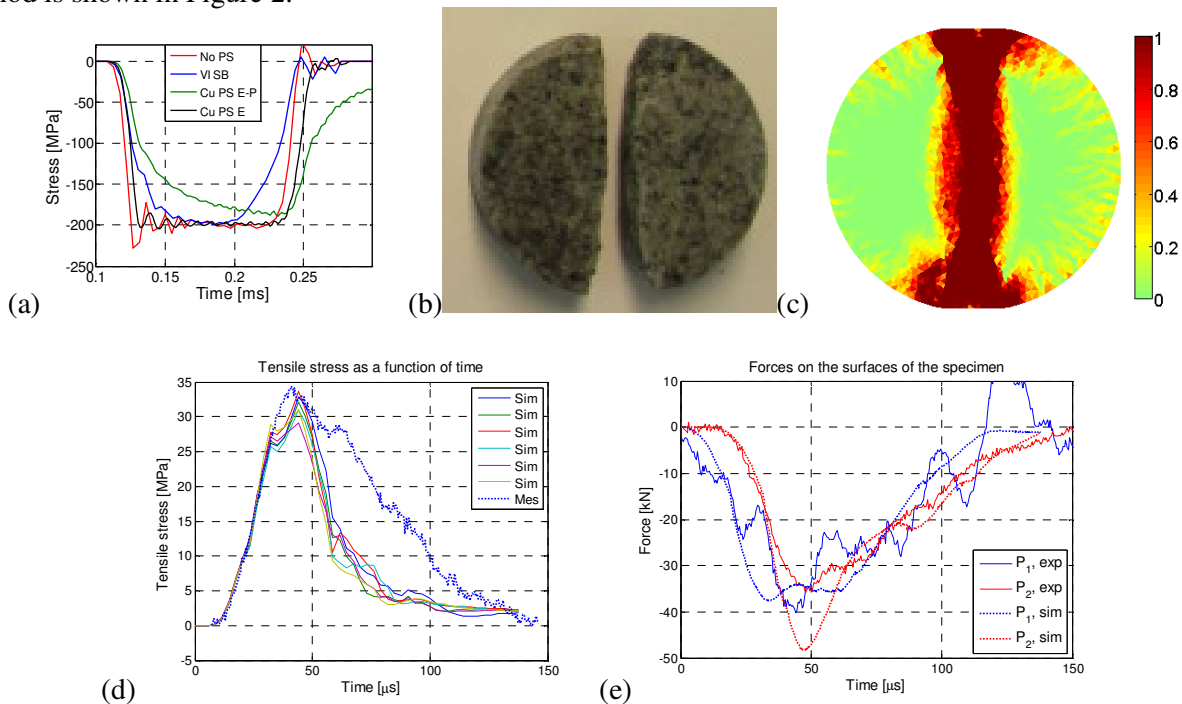 nod is shown in Figure 2.
0
-50
-100
-150
-200
-250
0.1 0.15 0.2 0.25
Stress [MPa]
Time [ms]
No PS
VI SB
Cu PS E-P
Cu PS E
(a)
(b)
(c)
1
0.8
0.6
0.4
0.2
0
Tensile stress as a function of time
35
30
25
20
15
10
5
0
-5
0 50 100 150
Tensile stress [MPa]
Time [µs]
Sim
Sim
Sim
Sim
Sim
Sim
Mes
(d)
Forces on the surfaces of the specimen
10
0
-10
-20
-30
-40
-50
0 50 100 150
Force [kN]
Time [µs]
P1, exp
P2, exp
P1, sim
P2, sim
(e)